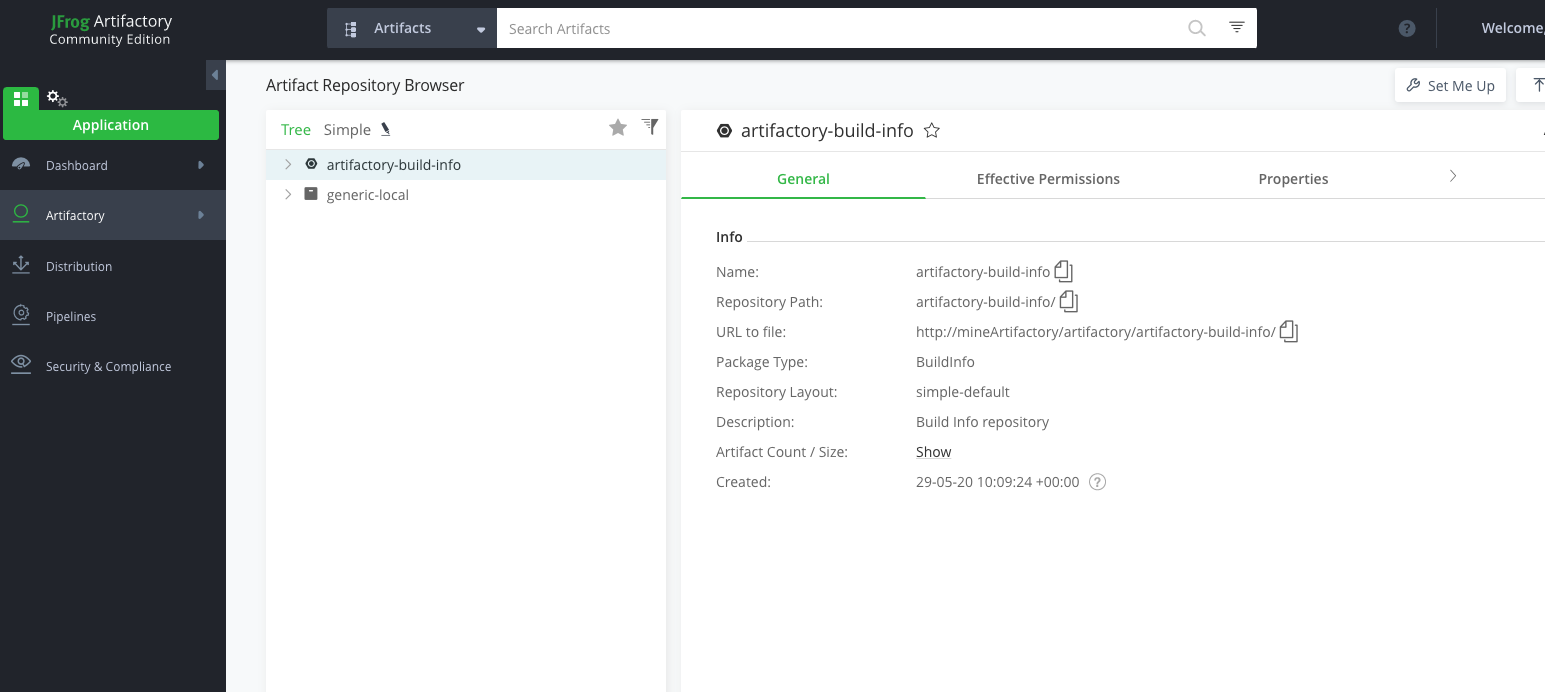 JFrog Artifactory
Community Edition
Artifacts
Search Artifacts
?
Welcome,
Artifact Repository Browser
Set Me Up
Application
Tree Simple
artifactory-build-info
Dashboard
artifactory-build-info
generic-local
General Effective Permissions Properties
Artifactory
Distribution
Pipelines
Security & Compliance
Info
Name: artifactory-build-info
Repository Path: artifactory-build-info/
URL to file: http://mineArtifactory/artifactory/artifactory-build-info/
Package Type: BuildInfo
Repository Layout: simple-default
Description: Build Info repository
Artifact Count / Size: Show
Created: 29-05-20 10:09:24 +00:00 ?